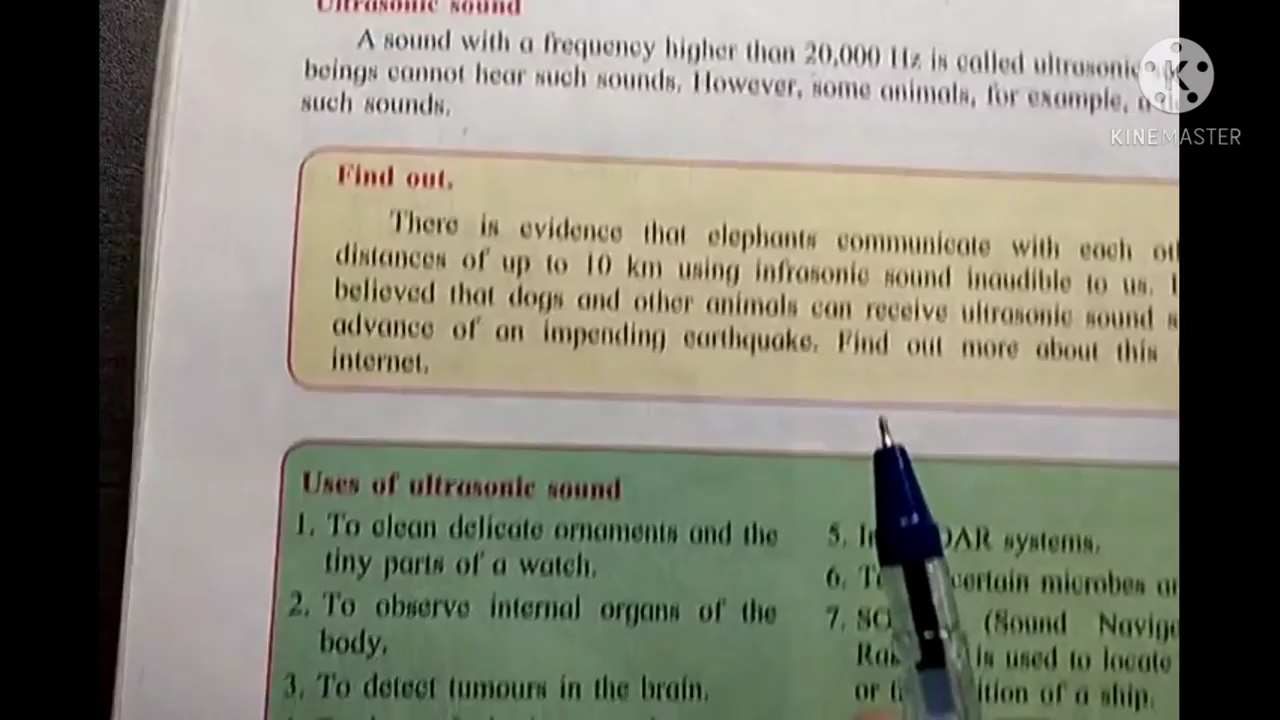 Ultrasonic sound
A sound with a frequency higher than 20,000 Hz is called ultrasonic
beings cannot hear such sounds. However, some animals, for example, a
such sounds.
KINEMASTER
Find out.
There is evidence that elephants communicate with each
distances of up to 10 km using infrasonic sound inaudible to us.
believed that dogs and other animals can receive ultrasonic sound
advance of an impending earthquake. Find out more about this
internet.
Uses of ultrasonic sound
1. To clean delicate ornaments and the
tiny parts of a watch.
2. To observe internal organs of the
body.
3. To detect tumours in the brain.
5. systems.
6. certain microbes
7. (Sound
is used to locate
or of a ship.